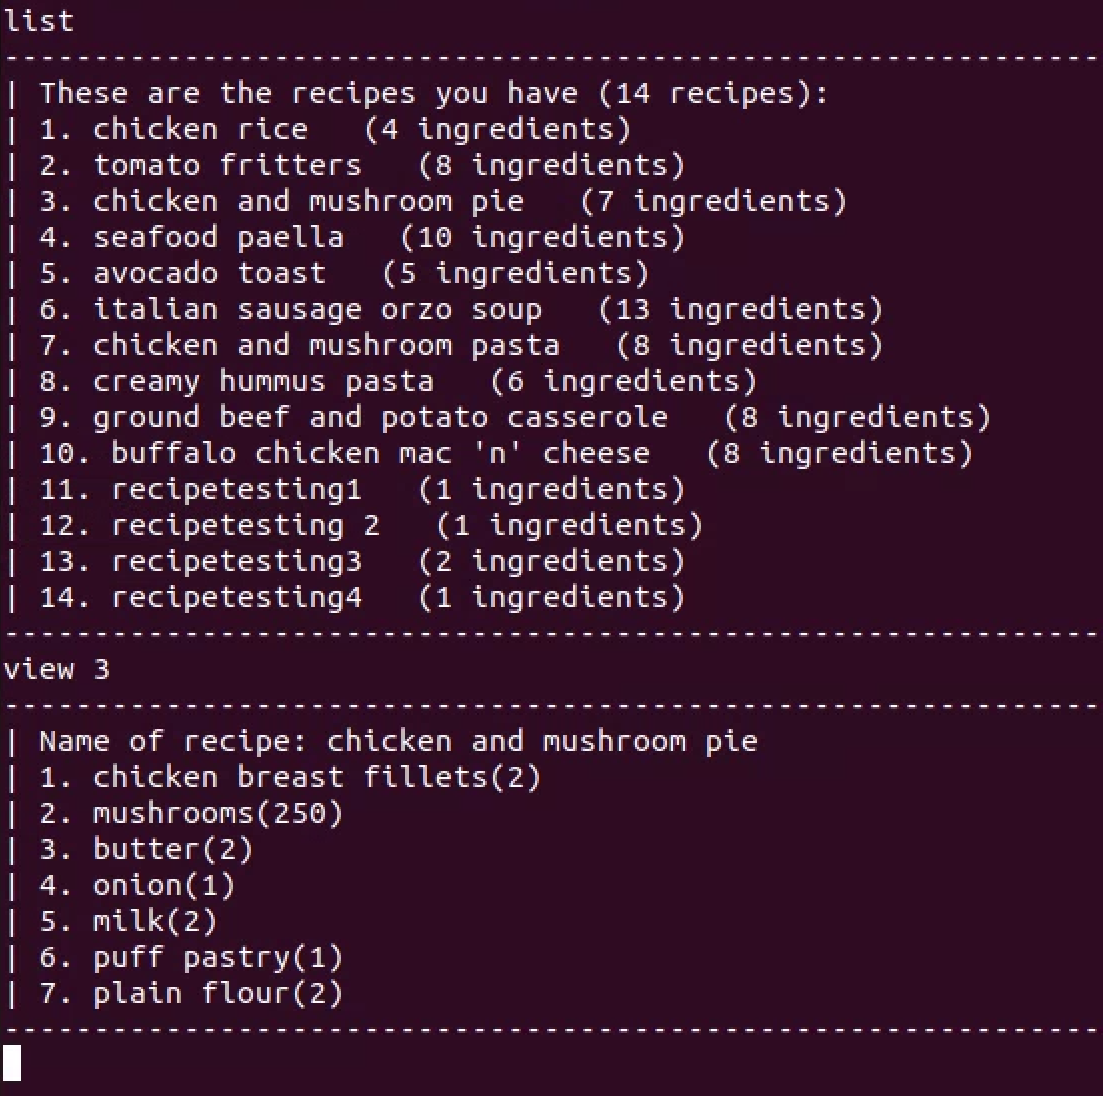 list
------------------------------------------------------------
| These are the recipes you have (14 recipes):
| 1. chicken rice   (4 ingredients)
| 2. tomato fritters   (8 ingredients)
| 3. chicken and mushroom pie   (7 ingredients)
| 4. seafood paella   (10 ingredients)
| 5. avocado toast   (5 ingredients)
| 6. italian sausage orzo soup   (13 ingredients)
| 7. chicken and mushroom pasta   (8 ingredients)
| 8. creamy hummus pasta   (6 ingredients)
| 9. ground beef and potato casserole   (8 ingredients)
| 10. buffalo chicken mac 'n' cheese   (8 ingredients)
| 11. recipetesting1   (1 ingredients)
| 12. recipetesting 2   (1 ingredients)
| 13. recipetesting3   (2 ingredients)
| 14. recipetesting4   (1 ingredients)
------------------------------------------------------------
view 3
------------------------------------------------------------
| Name of recipe: chicken and mushroom pie
| 1. chicken breast fillets(2)
| 2. mushrooms(250)
| 3. butter(2)
| 4. onion(1)
| 5. milk(2)
| 6. puff pastry(1)
| 7. plain flour(2)
------------------------------------------------------------